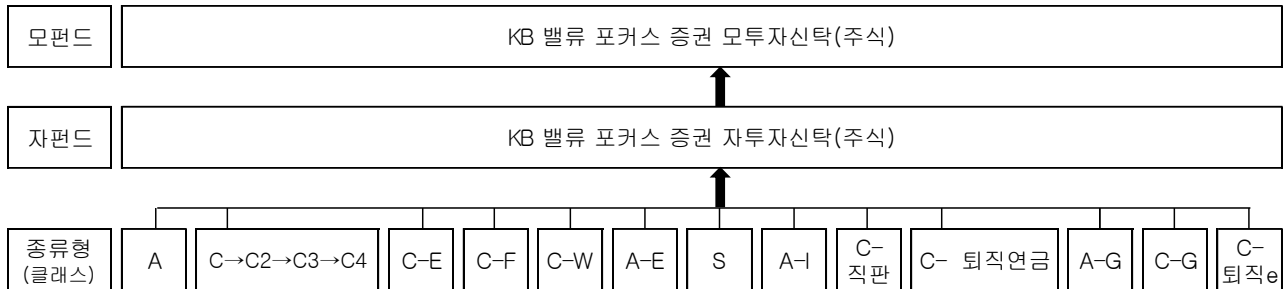 모펀드
KB 밸류 포커스 증권 모투자신탁(주식)
자펀드
KB 밸류 포커스 증권 자투자신탁(주식)
종류형
(클래스)
A
C→C2→C3→C4
C-E
C-F
C-W
A-E
S
A-I
C-
직판
C- 퇴직연금
A-G
C-G
C-
퇴직e